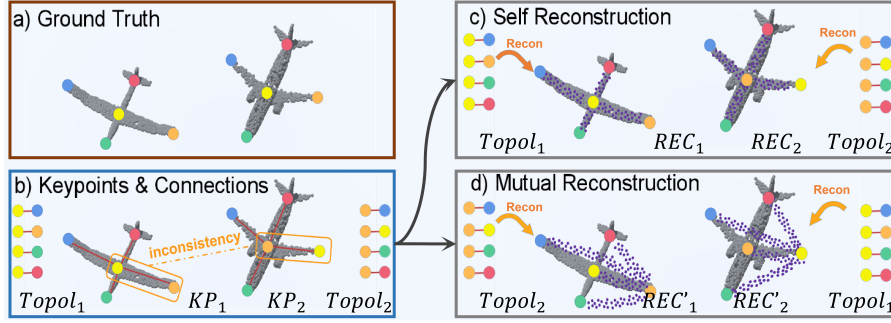 a) Ground Truth
b) Keypoints & Connections
inconsistency
Topol₁ KP₁ KP₂ Topol₂
c) Self Reconstruction
Recon
Recon
Topol₁ REC₁ REC₂ Topol₂
d) Mutual Reconstruction
Recon
Recon
Topol₂ REC'₁ REC'₂ Topol₁